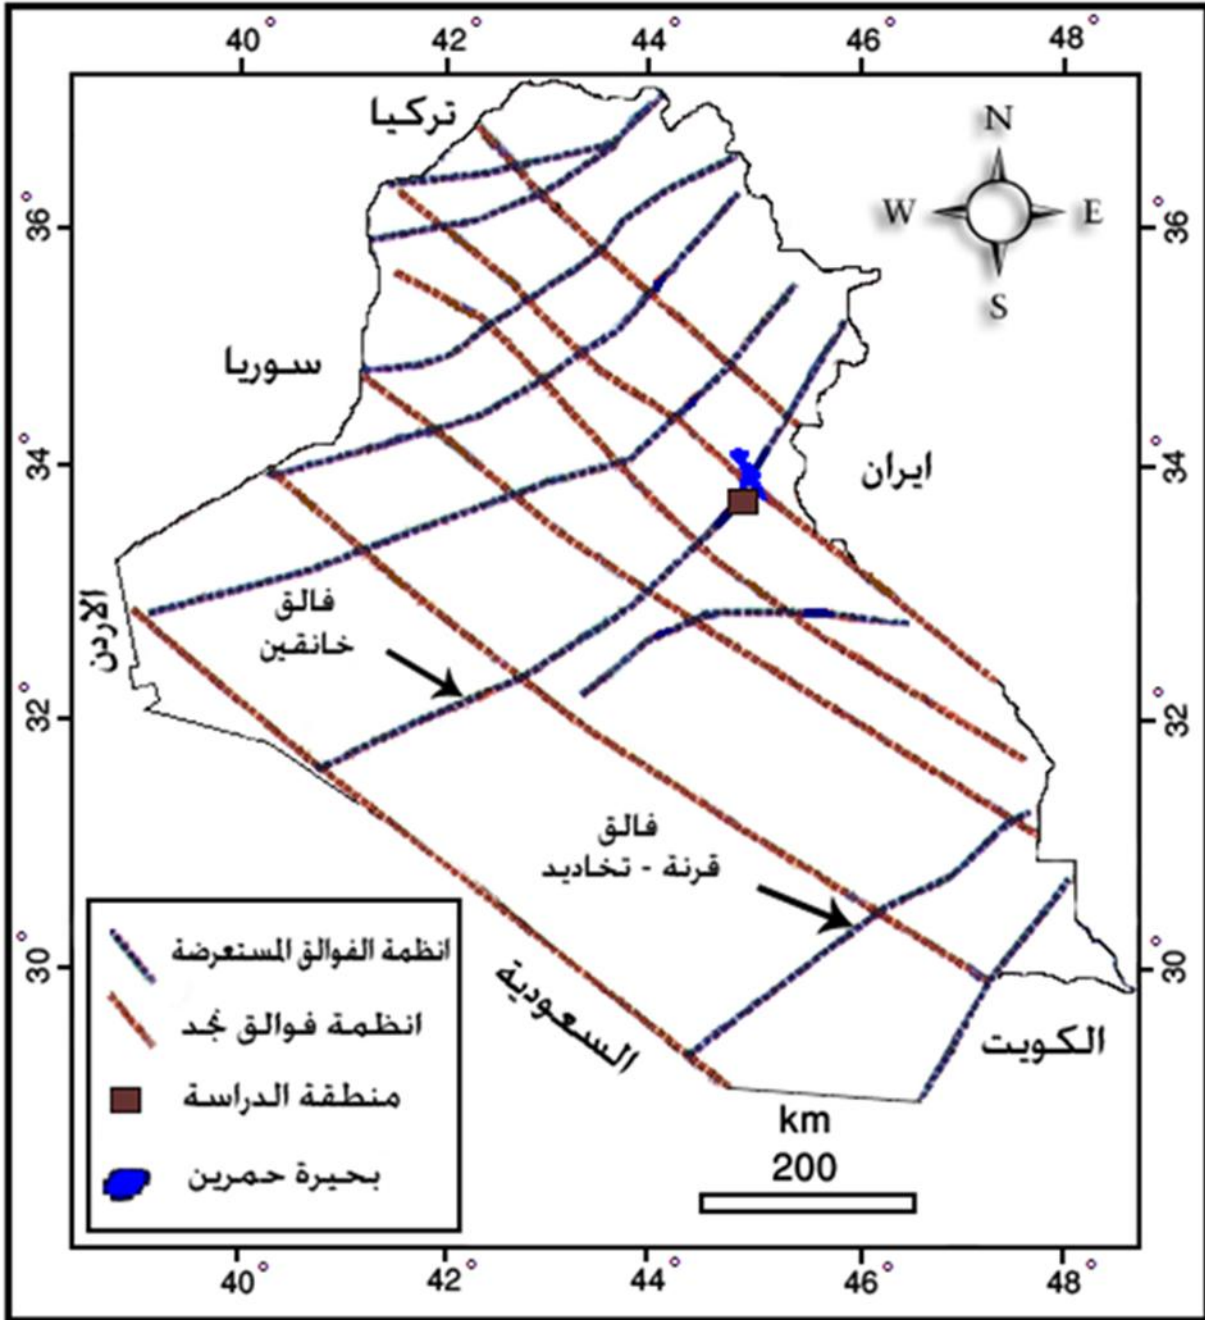 40° 42° 44° 46° 48°
تركيا
N
W E
S
36° 36°
سوريا
34° 34°
ايران
الاردن
فالق
خانقين
32° 32°
فالق
قرنة - تخاديد
30° 30°
السعودية
الكويت
انظمة الفوالق المستعرضة
انظمة فوالق نجد
منطقة الدراسة
بحيرة حمرين
km
200
40° 42° 44° 46° 48°